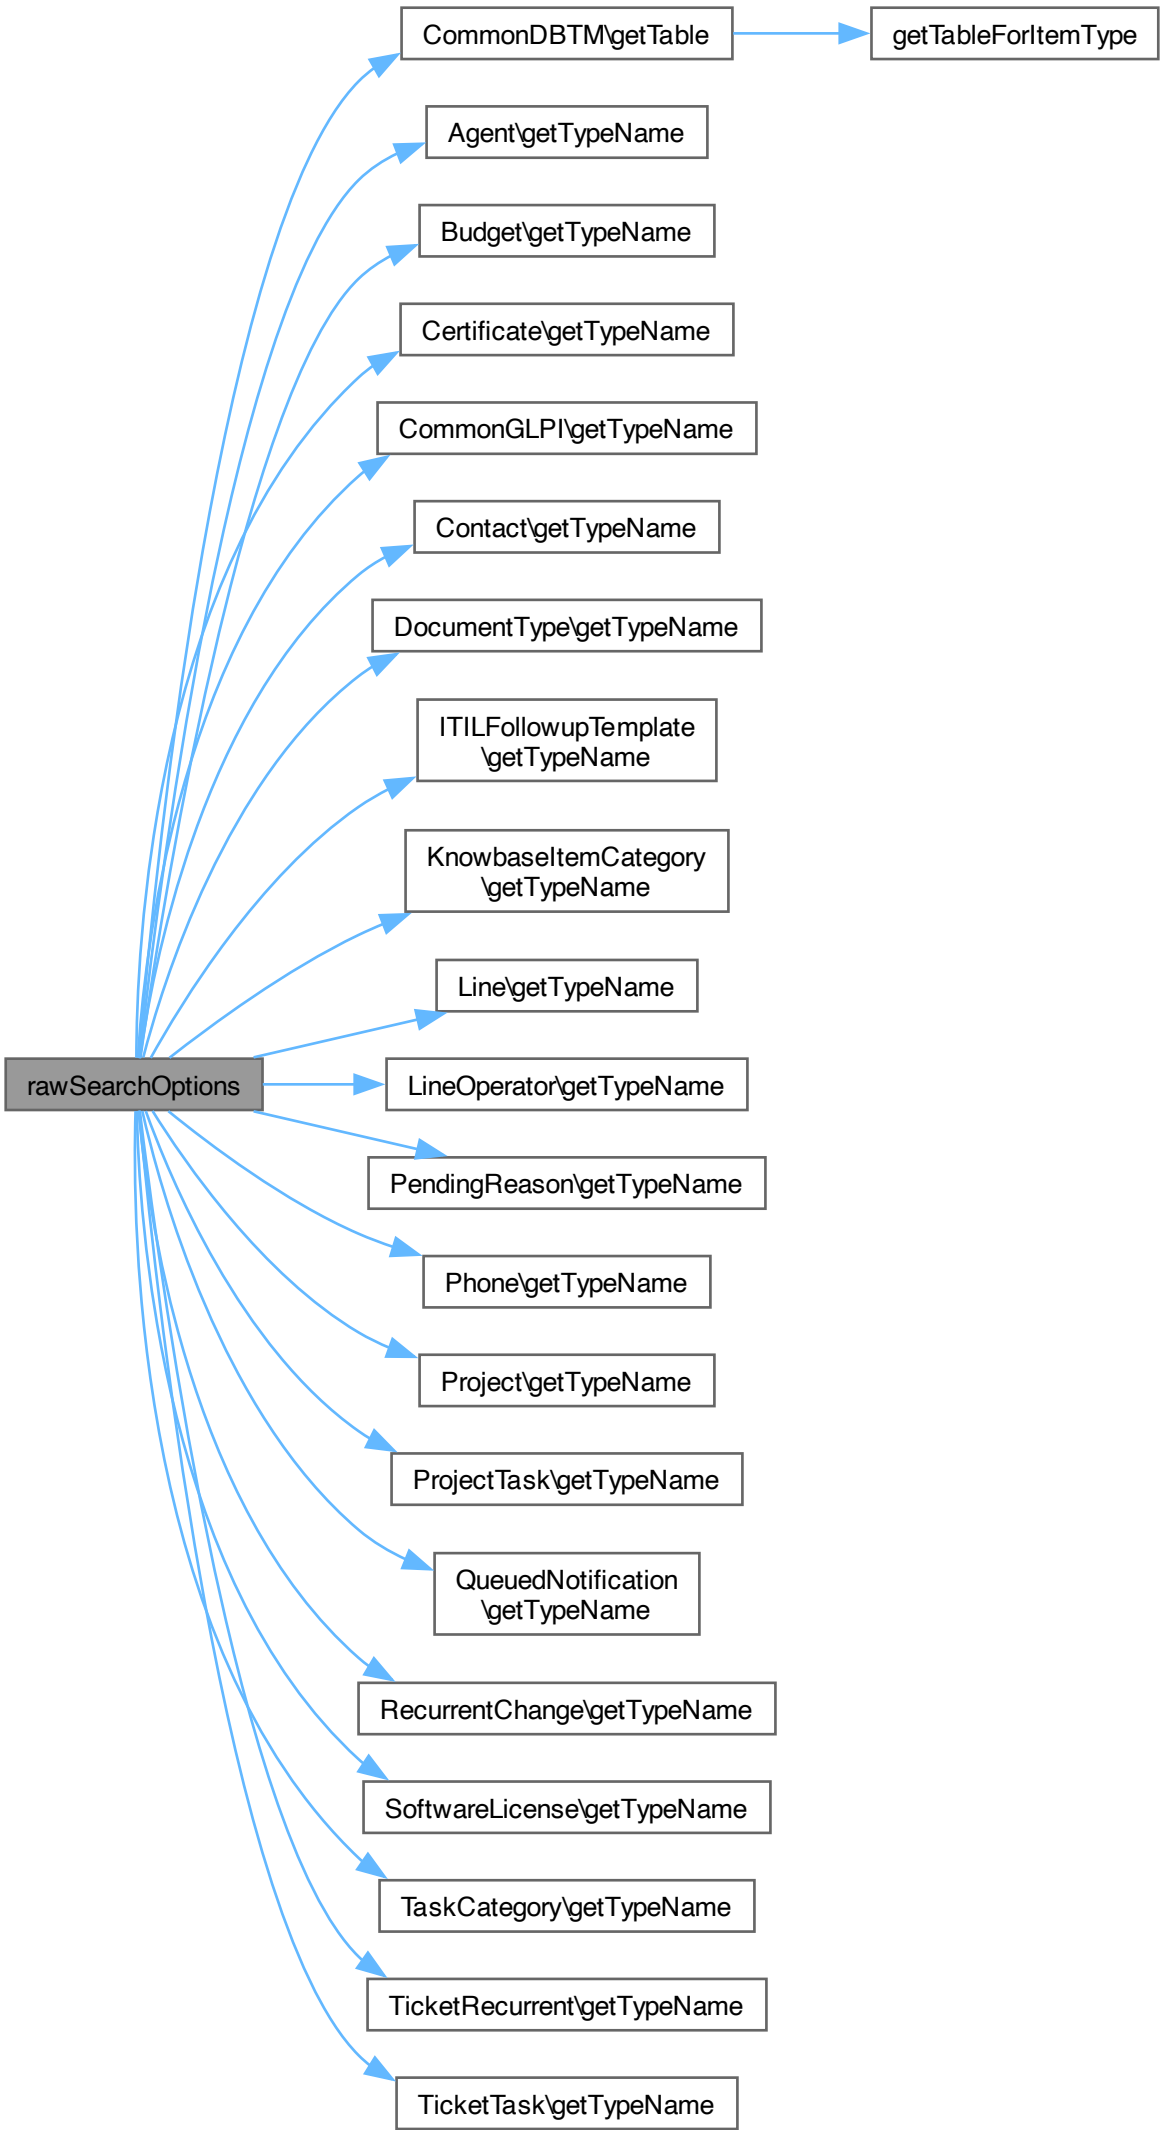 CommonDBTM\getTable
getTableForItemType
Agent\getTypeName
Budget\getTypeName
Certificate\getTypeName
CommonGLPI\getTypeName
Contact\getTypeName
DocumentType\getTypeName
ITILFollowupTemplate
\getTypeName
KnowbaseItemCategory
\getTypeName
Line\getTypeName
rawSearchOptions
LineOperator\getTypeName
PendingReason\getTypeName
Phone\getTypeName
Project\getTypeName
ProjectTask\getTypeName
QueuedNotification
\getTypeName
RecurrentChange\getTypeName
SoftwareLicense\getTypeName
TaskCategory\getTypeName
TicketRecurrent\getTypeName
TicketTask\getTypeName